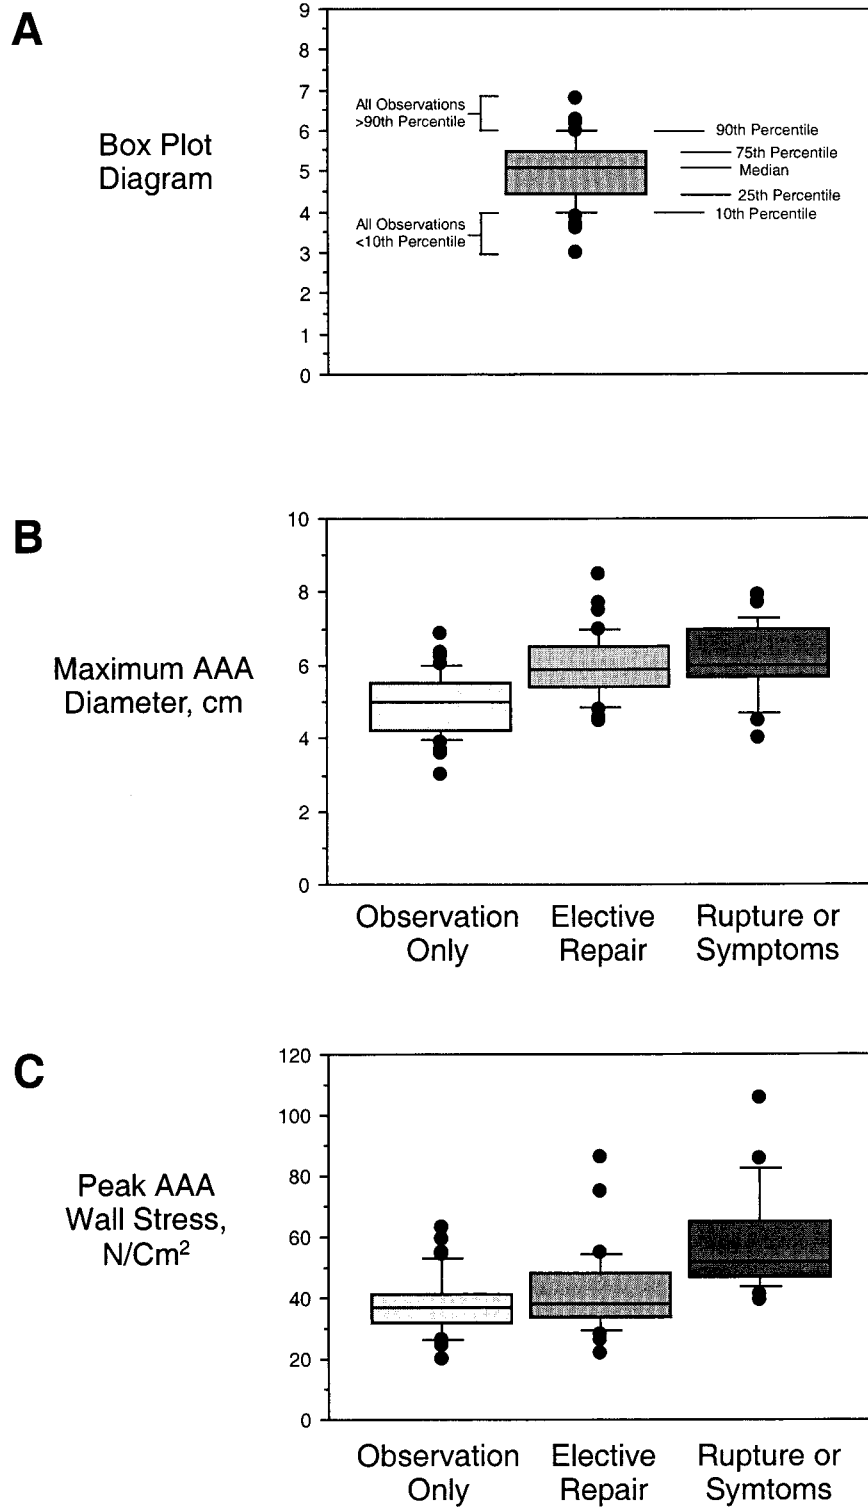 A
Box Plot
Diagram
9
8
7
6
5
4
3
2
1
0
All Observations
>90th Percentile
All Observations
<10th Percentile
90th Percentile
75th Percentile
Median
25th Percentile
10th Percentile
B
Maximum AAA
Diameter, cm
10
8
6
4
2
0
Observation
Only
Elective
Repair
Rupture or
Symptoms
C
Peak AAA
Wall Stress,
N/Cm²
120
100
80
60
40
20
0
Observation
Only
Elective
Repair
Rupture or
Symtoms